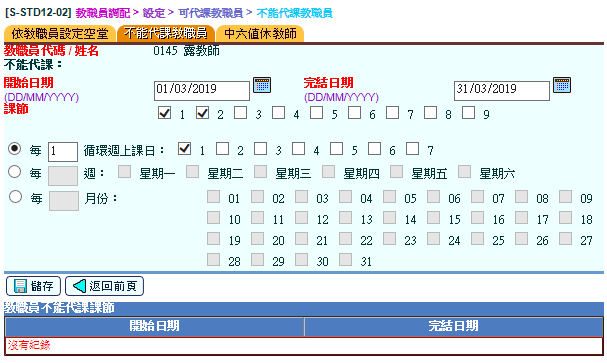 [S-STD12-02] 教職員調配 > 設定 > 可代課教職員 > 不能代課教職員
依教職員設定空堂 不能代課教職員 中六值休教師
教職員代碼 / 姓名 0145 露教師
不能代課：
開始日期 01/03/2019 完結日期 31/03/2019
(DD/MM/YYYY) (DD/MM/YYYY)
課節 1 2 3 4 5 6 7 8 9
每 1 循環週上課日： 1 2 3 4 5 6 7
每 週： 星期一 星期二 星期三 星期四 星期五 星期六
每 月份： 01 02 03 04 05 06 07 08 09
10 11 12 13 14 15 16 17 18
19 20 21 22 23 24 25 26 27
28 29 30 31
儲存 返回前頁
教職員不能代課課節
開始日期 完結日期
沒有紀錄